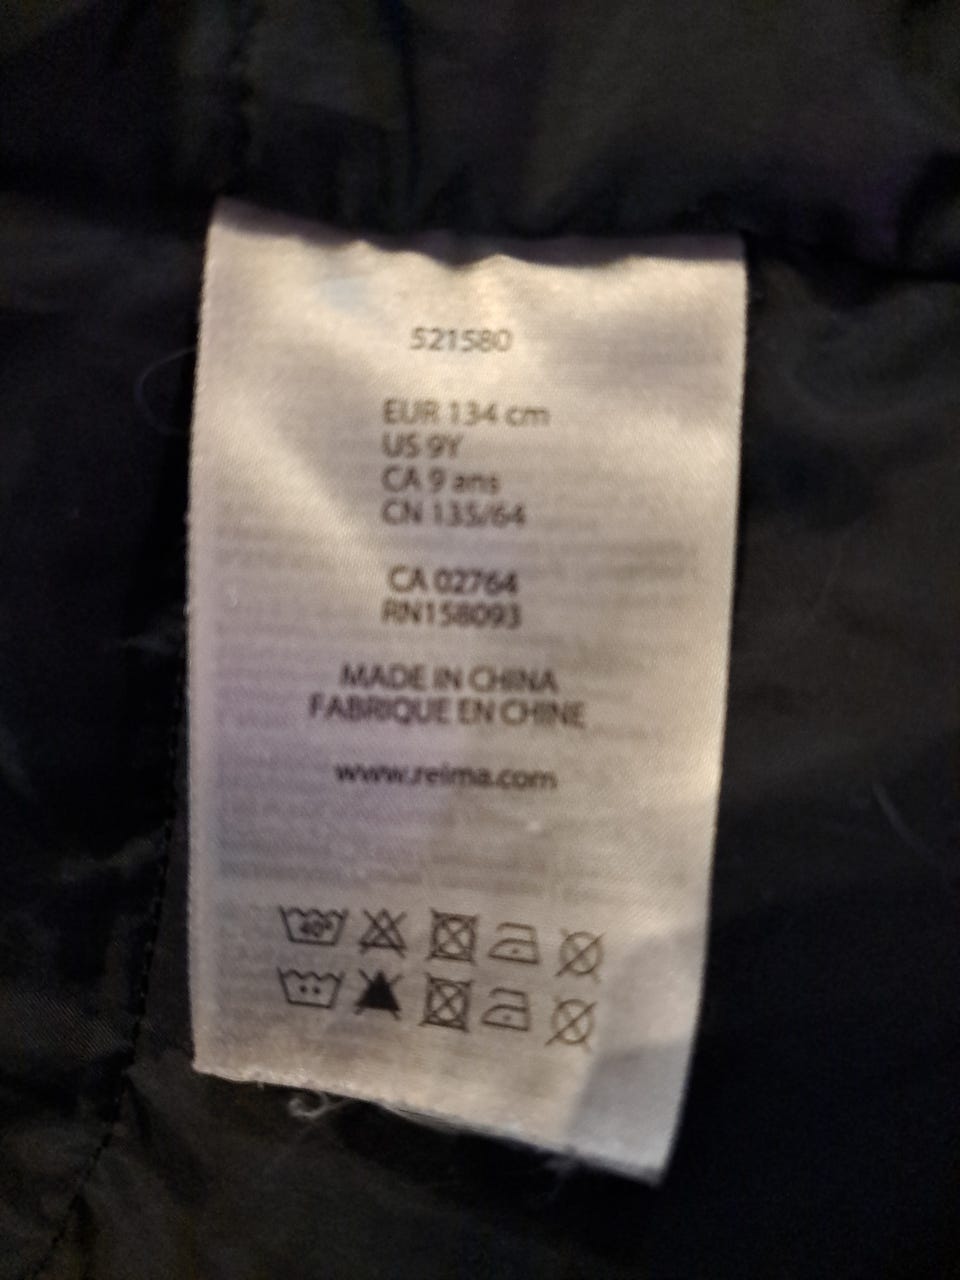 521580
EUR 134 cm
US 9Y
CA 9 ans
CN 135/64
CA 02764
RN158093
MADE IN CHINA
FABRIQUE EN CHINE
www.reima.com
40°